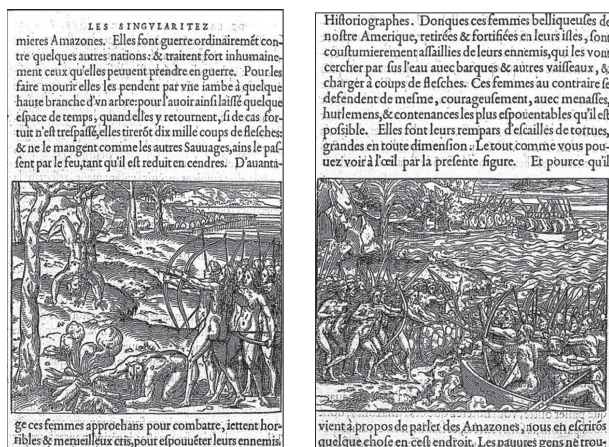 LES SINGVLARITEZ
mieres Amazones. Elles font guerre ordinairemẽt con-
tre quelques autres nations: & traitent fort inhumaine-
ment ceux qu'elles peuuent prendre en guerre. Pour les
faire mourir elles les pendent par vne iambe à quelque
haute branche d'vn arbre: pour l'auoir ainsi laissé quelque
espace de temps, quand elles y retournent, si de cas for-
tuit n'est trespassé, elles tirerõt dix mille coups de flesches:
& ne le mangent comme les autres Sauuages, ains le pas-
sent par le feu, tant qu'il est reduit en cendres. D'auanta-
ge ces femmes approchans pour combatre, iettent hor-
ribles & merueilleux cris, pour espouuẽter leurs ennemis
Historiographes. Donques ces femmes belliqueuses de
nostre Amerique, retirées & fortifiées en leurs isles, sont
coustumierement assaillies de leurs ennemis, qui les vont
cercher par sus l'eau auec barques & autres vaisseaux, &
charger à coups de flesches. Ces femmes au contraire se
defendent de mesme, courageusement, auec menasses,
hurlemens, & contenances les plus espouentables qu'il est
possible. Elles font leurs rempars d'escailles de tortues,
grandes en toute dimension. Le tout comme vous pou-
uez voir à l'œil par la presente figure. Et pource qu'il
vient à propos de parler des Amazones, nous en escrirõs
quelque chose en cest endroit. Les pauures gens ne trou-